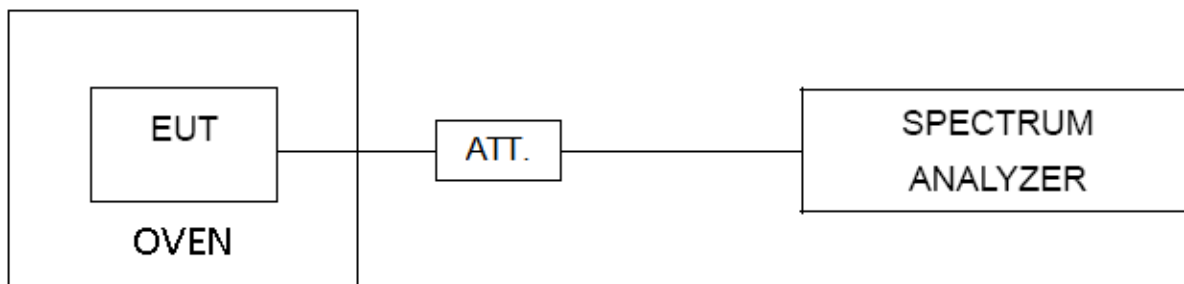 EUT
OVEN
ATT.
SPECTRUM
ANALYZER